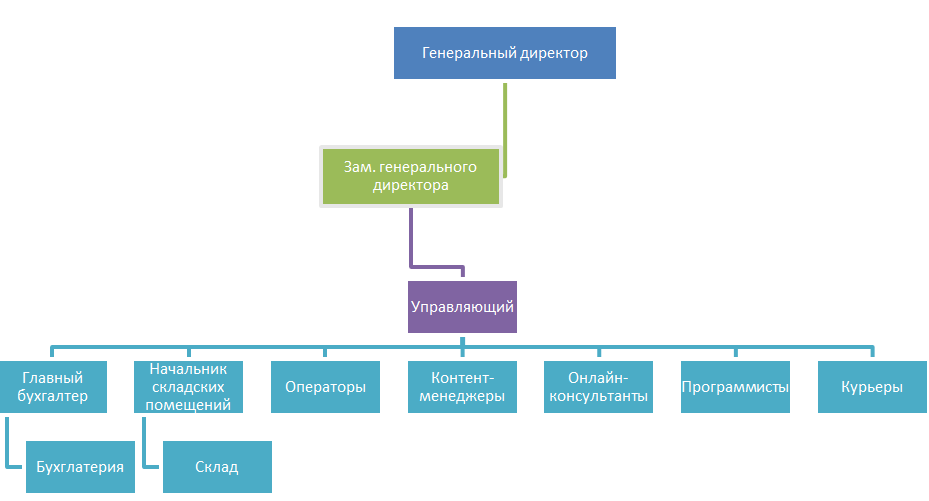 Генеральный директор
Зам. генерального
директора
Управляющий
Главный
бухгалтер
Начальник
складских
помещений
Операторы
Контент-
менеджеры
Онлайн-
консультанты
Программисты
Курьеры
Бухглатерия
Склад